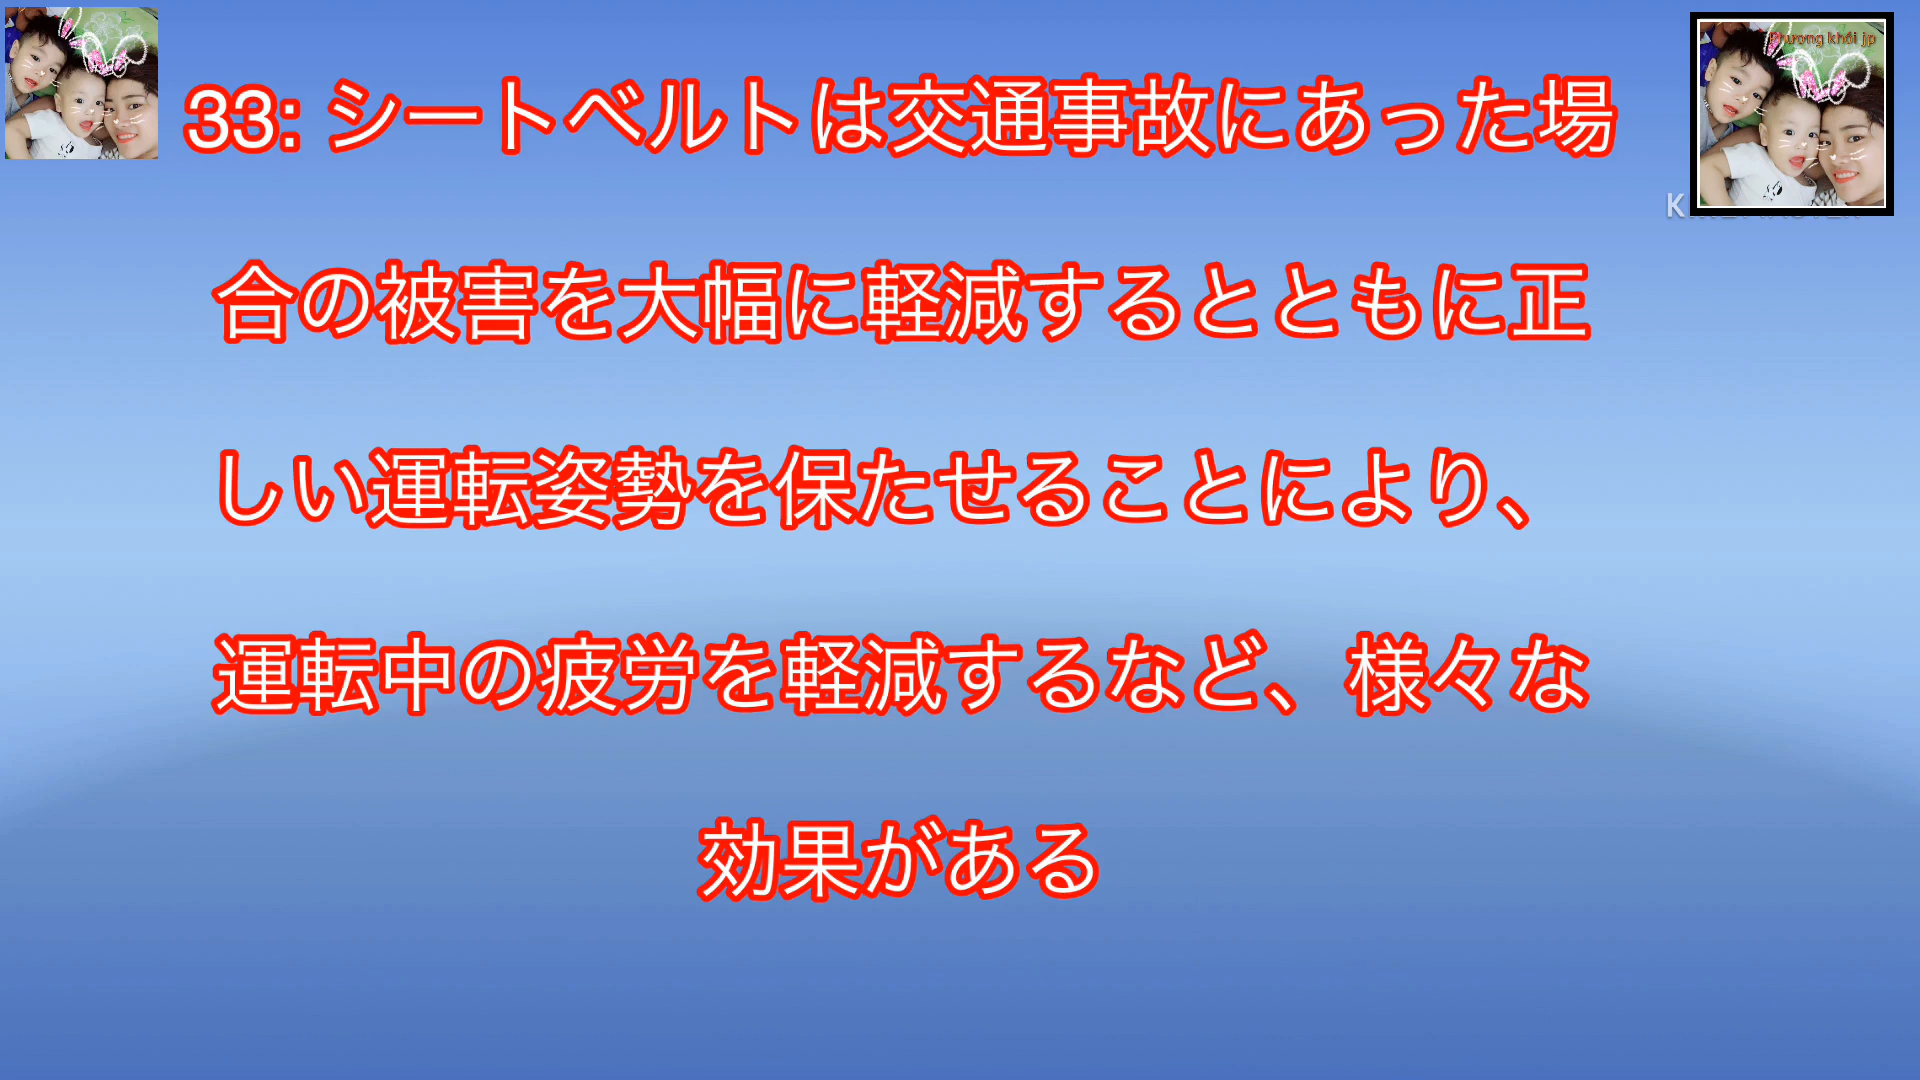 Phương khôi jp
33: シートベルトは交通事故にあった場
合の被害を大幅に軽減するとともに正
しい運転姿勢を保たせることにより、
運転中の疲労を軽減するなど、様々な
効果がある